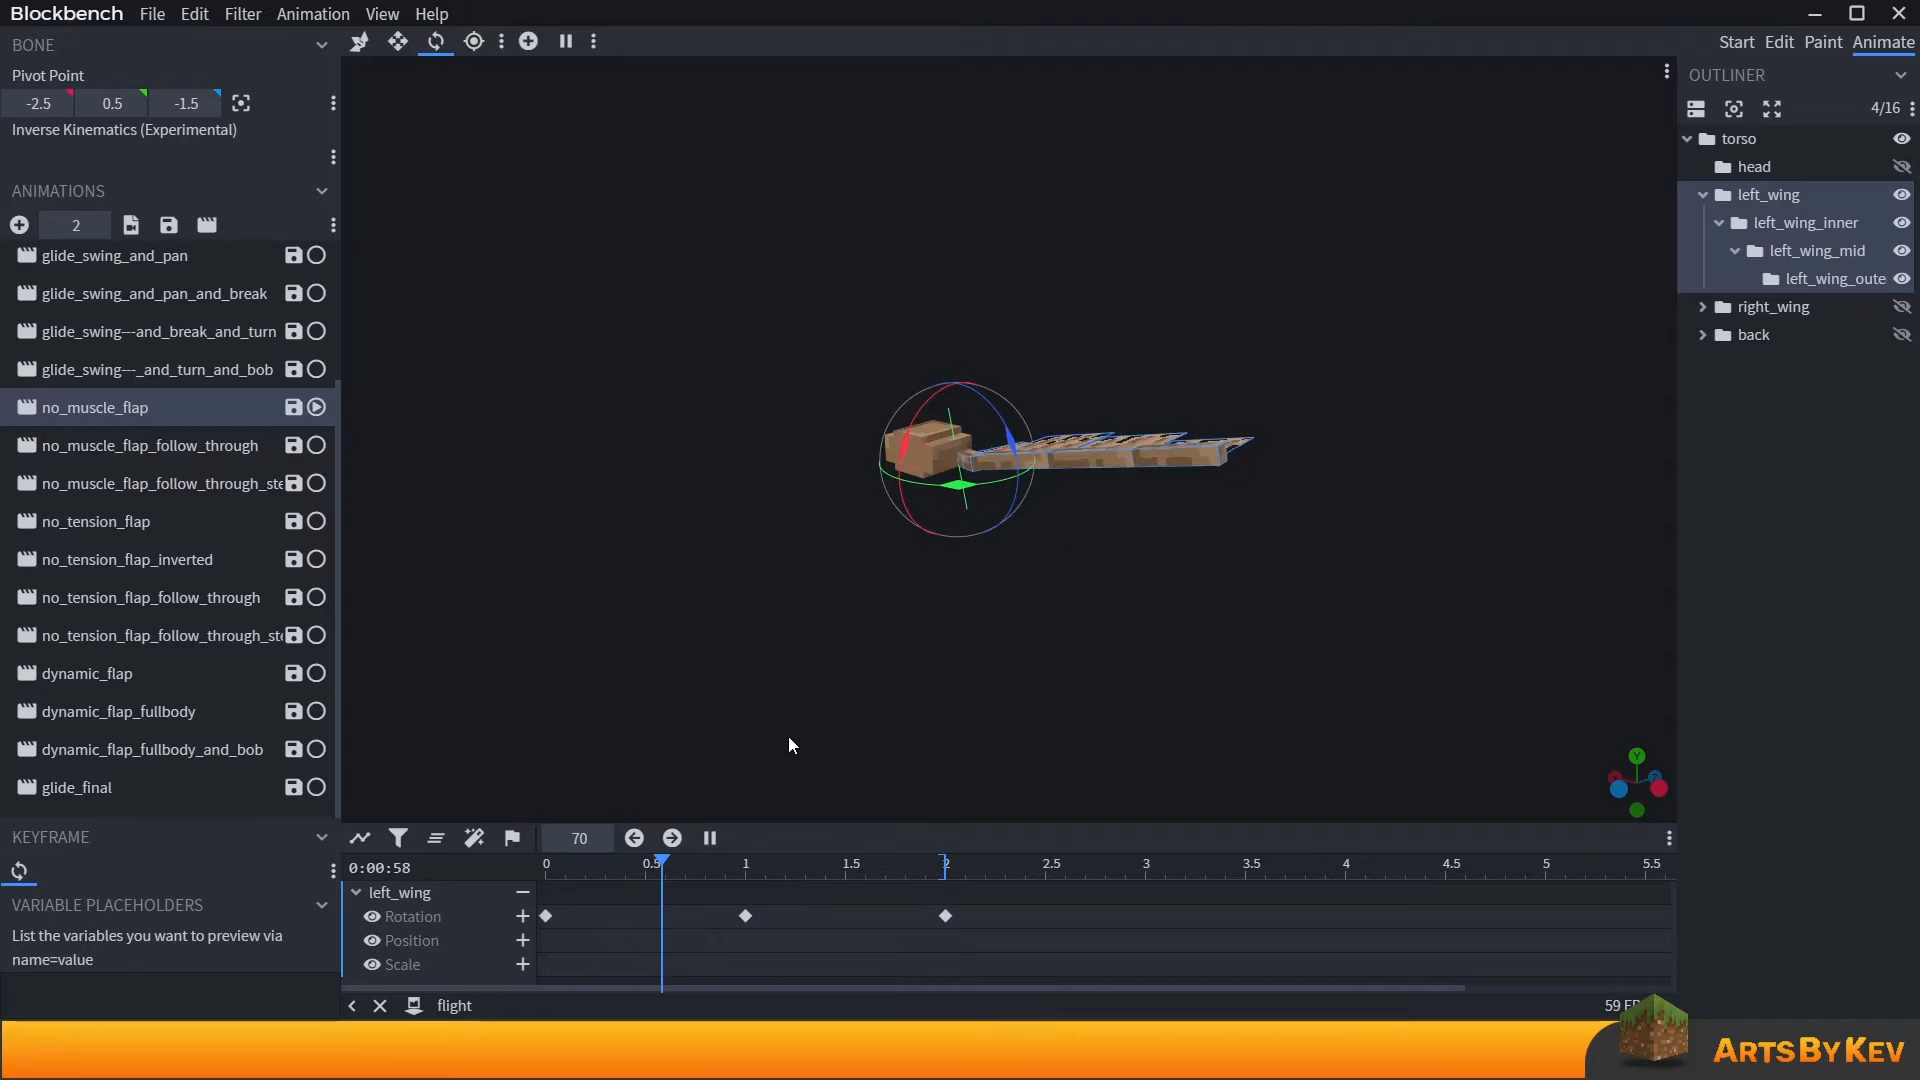 Blockbench File Edit Filter Animation View Help
BONE
Pivot Point
-2.5 0.5 -1.5
Inverse Kinematics (Experimental)
ANIMATIONS
2
glide_swing_and_pan
glide_swing_and_pan_and_break
glide_swing---and_break_and_turn
glide_swing---_and_turn_and_bob
no_muscle_flap
no_muscle_flap_follow_through
no_muscle_flap_follow_through_ste
no_tension_flap
no_tension_flap_inverted
no_tension_flap_follow_through
no_tension_flap_follow_through_ste
dynamic_flap
dynamic_flap_fullbody
dynamic_flap_fullbody_and_bob
glide_final
KEYFRAME
VARIABLE PLACEHOLDERS
List the variables you want to preview via
name=value
Start Edit Paint Animate
OUTLINER
4/16
torso
head
left_wing
left_wing_inner
left_wing_mid
left_wing_oute
right_wing
back
Y
Z
70
0:00:58 0 0.5 1 1.5 2 2.5 3 3.5 4 4.5 5 5.5
left_wing
Rotation
Position
Scale
flight
59
ARTSBYKEV